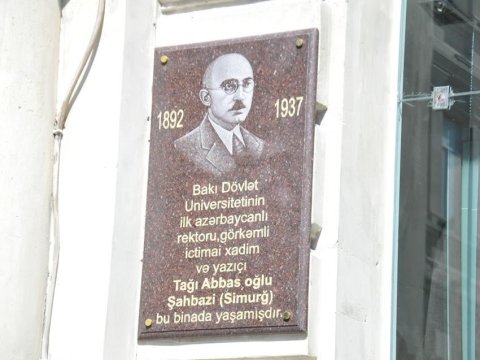 1892
1937
Bakı Dövlət
Universitetinin
ilk azərbaycanlı
rektoru,görkəmli
ictimai xadim
və yazıçı
Tağı Abbas oğlu
Şahbazi (Simurğ)
bu binada yaşamışdır.